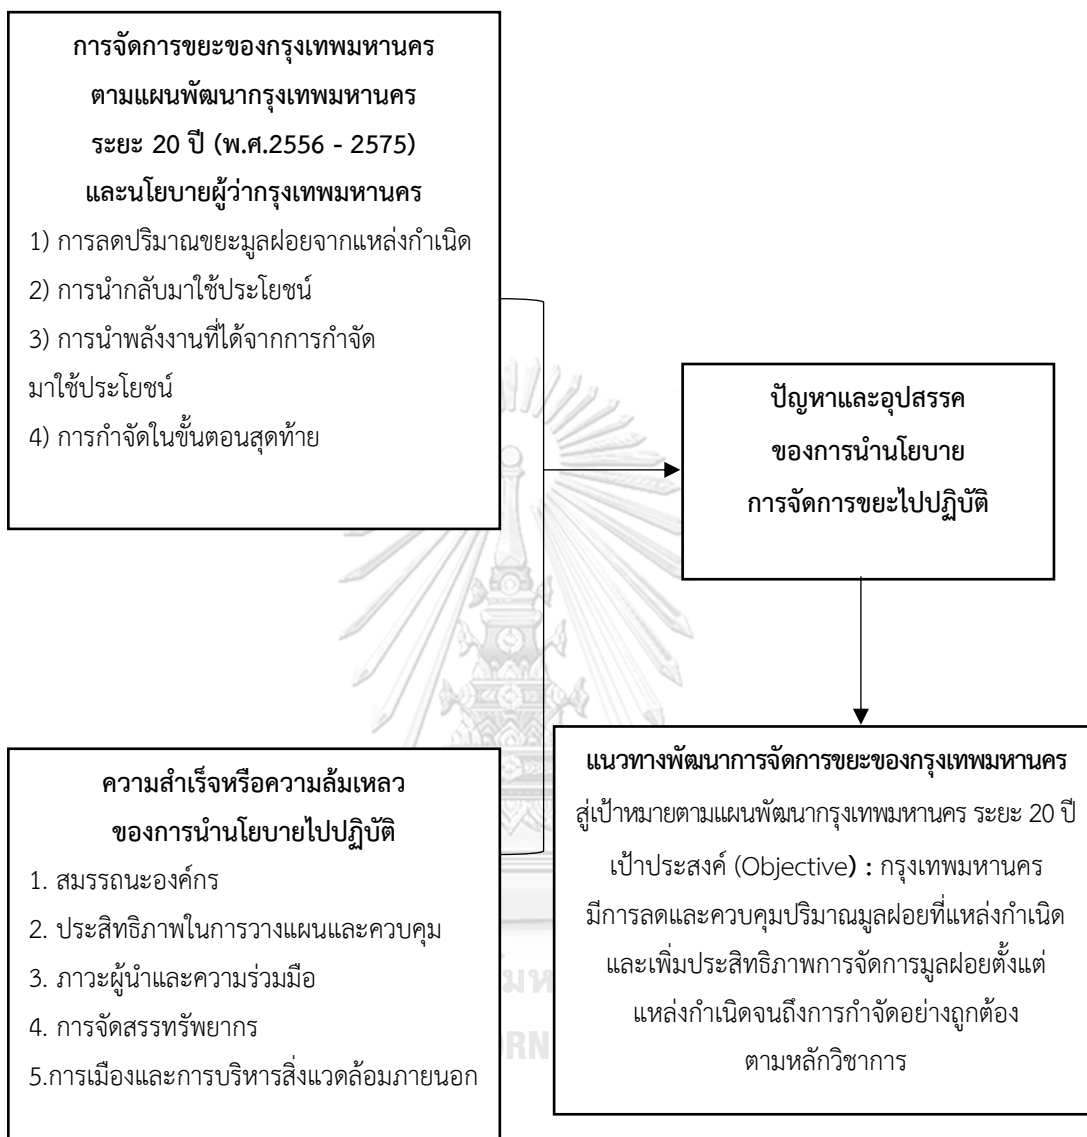 การจัดการขยะของกรุงเทพมหานคร
ตามแผนพัฒนากรุงเทพมหานคร
ระยะ 20 ปี (พ.ศ.2556 - 2575)
และนโยบายผู้ว่ากรุงเทพมหานคร
1) การลดปริมาณขยะมูลฝอยจากแหล่งกำเนิด
2) การนำกลับมาใช้ประโยชน์
3) การนำพลังงานที่ได้จากการกำจัด
มาใช้ประโยชน์
4) การกำจัดในขั้นตอนสุดท้าย
ปัญหาและอุปสรรค
ของการนำนโยบาย
การจัดการขยะไปปฏิบัติ
ความสำเร็จหรือความล้มเหลว
ของการนำนโยบายไปปฏิบัติ
1. สมรรถนะองค์กร
2. ประสิทธิภาพในการวางแผนและควบคุม
3. ภาวะผู้นำและความร่วมมือ
4. การจัดสรรทรัพยากร
5.การเมืองและการบริหารสิ่งแวดล้อมภายนอก
แนวทางพัฒนาการจัดการขยะของกรุงเทพมหานคร
สู่เป้าหมายตามแผนพัฒนากรุงเทพมหานคร ระยะ 20 ปี
เป้าประสงค์ (Objective) : กรุงเทพมหานคร
มีการลดและควบคุมปริมาณมูลฝอยที่แหล่งกำเนิด
และเพิ่มประสิทธิภาพการจัดการมูลฝอยตั้งแต่
แหล่งกำเนิดจนถึงการกำจัดอย่างถูกต้อง
ตามหลักวิชาการ